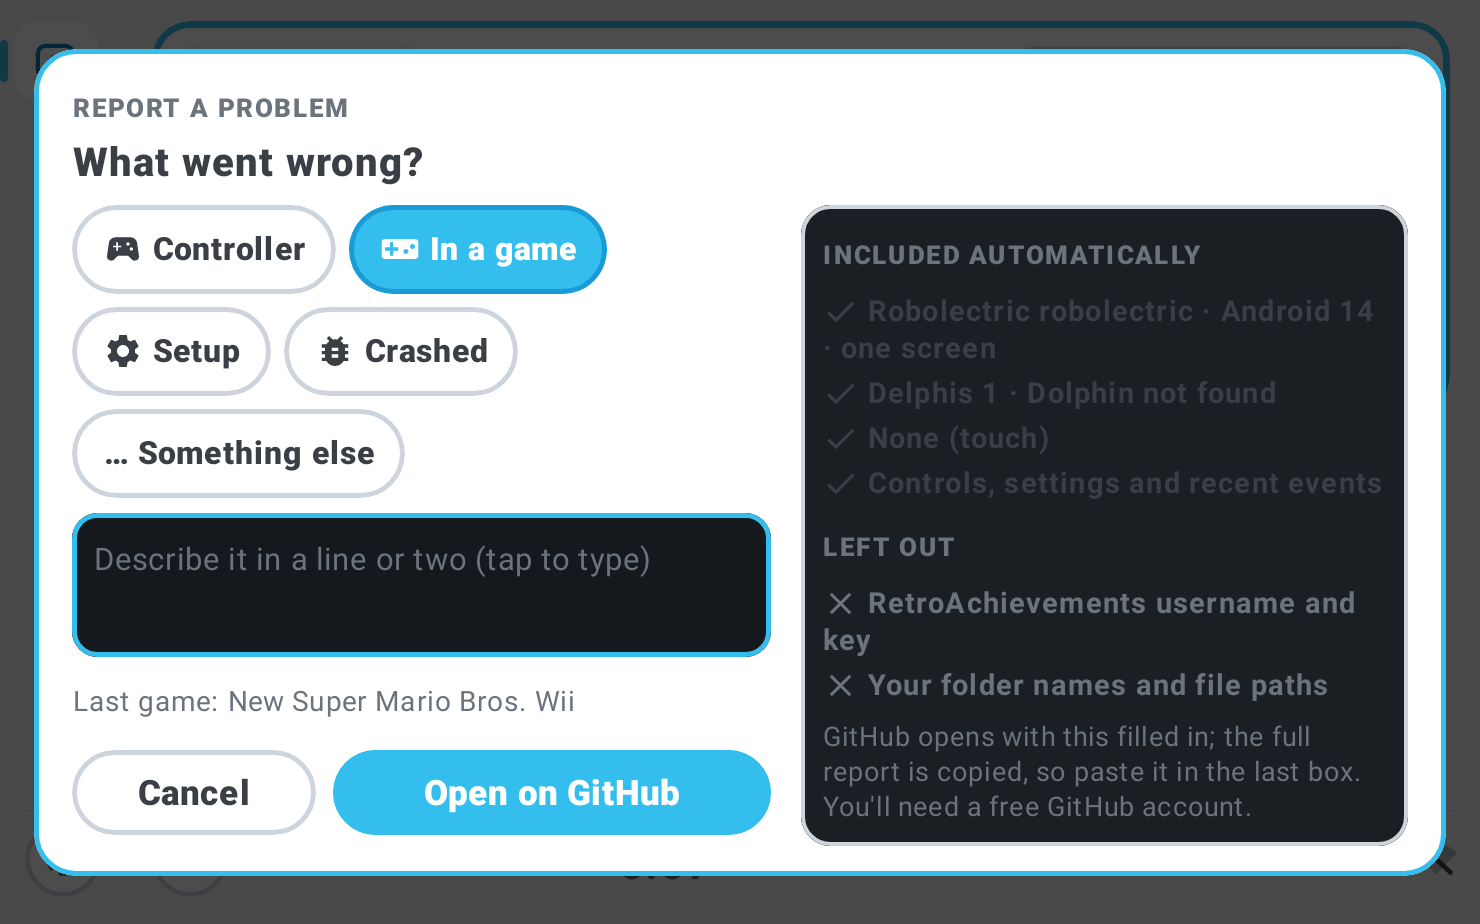 REPORT A PROBLEM
What went wrong?
Controller
In a game
Setup
Crashed
... Something else
Describe it in a line or two (tap to type)
Last game: New Super Mario Bros. Wii
Cancel
Open on GitHub
INCLUDED AUTOMATICALLY
✓ Robolectric robolectric · Android 14
· one screen
✓ Delphis 1 · Dolphin not found
✓ None (touch)
✓ Controls, settings and recent events
LEFT OUT
✕ RetroAchievements username and
key
✕ Your folder names and file paths
GitHub opens with this filled in; the full
report is copied, so paste it in the last box.
You'll need a free GitHub account.